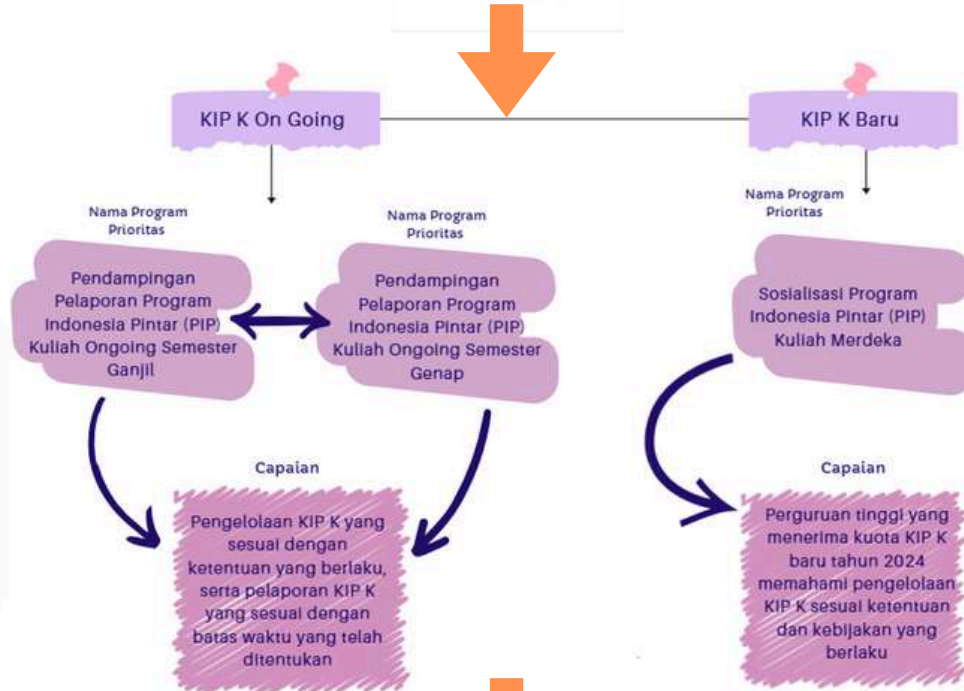 KIP K On Going
KIP K Baru
Nama Program
Prioritas
Pendampingan
Pelaporan Program
Indonesia Pintar (PIP)
Kuliah Ongoing Semester
Ganjil
Nama Program
Prioritas
Pendampingan
Pelaporan Program
Indonesia Pintar (PIP)
Kuliah Ongoing Semester
Genap
Nama Program
Prioritas
Sosialisasi Program
Indonesia Pintar (PIP)
Kuliah Merdeka
Capaian
Pengelolaan KIP K yang
sesuai dengan
ketentuan yang berlaku,
serta pelaporan KIP K
yang sesuai dengan
batas waktu yang telah
ditentukan
Capaian
Perguruan tinggi yang
menerima kuota KIP K
baru tahun 2024
memahami pengelolaan
KIP K sesuai ketentuan
dan kebijakan yang
berlaku